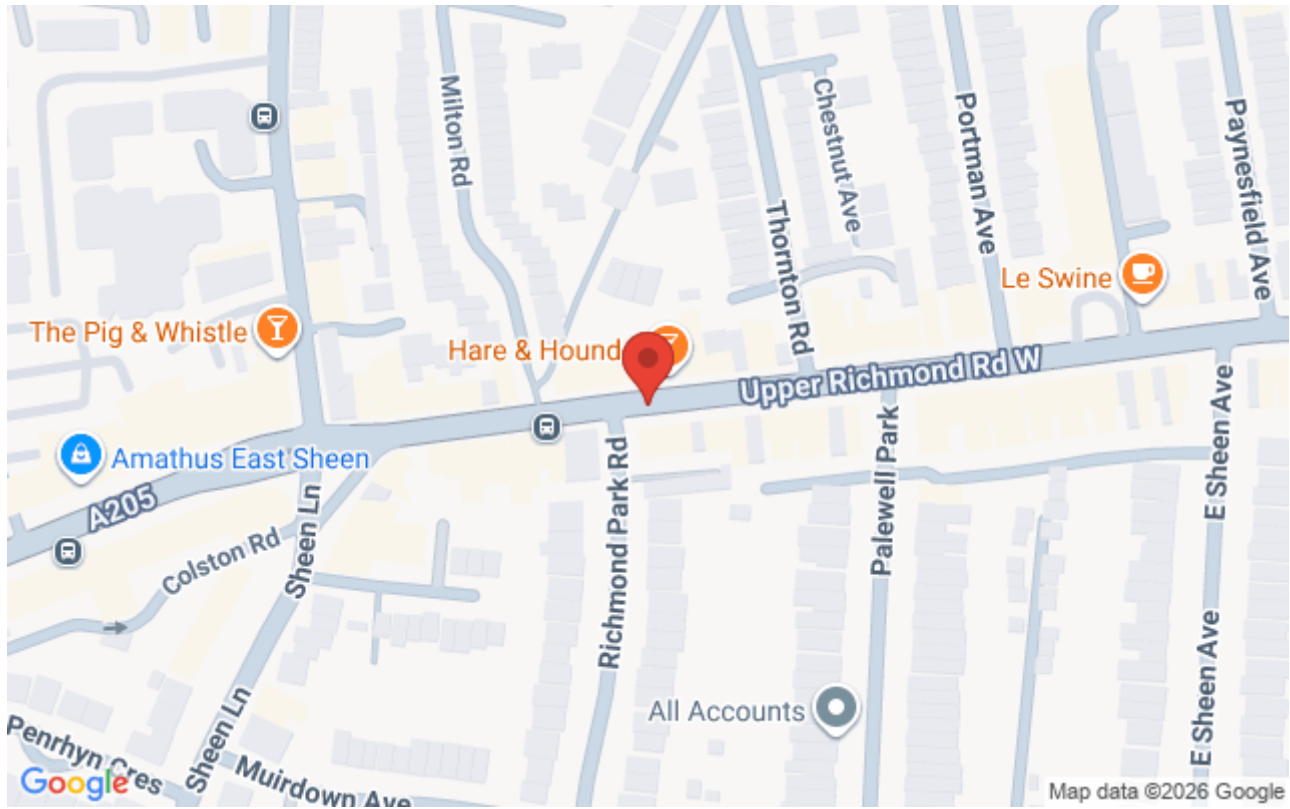 Milton Rd
Chestnut Ave
Portman Ave
Paynesfield Ave
Thornton Rd
Le Swine
The Pig & Whistle
Hare & Hound
Upper Richmond Rd W
Amathus East Sheen
A205
Colston Rd
Sheen Ln
Richmond Park Rd
Palewell Park
E Sheen Ave
All Accounts
E Sheen Ave
Sheen Ln
Penrhyn Cres
Muirdown Ave
Google
Map data ©2026 Google